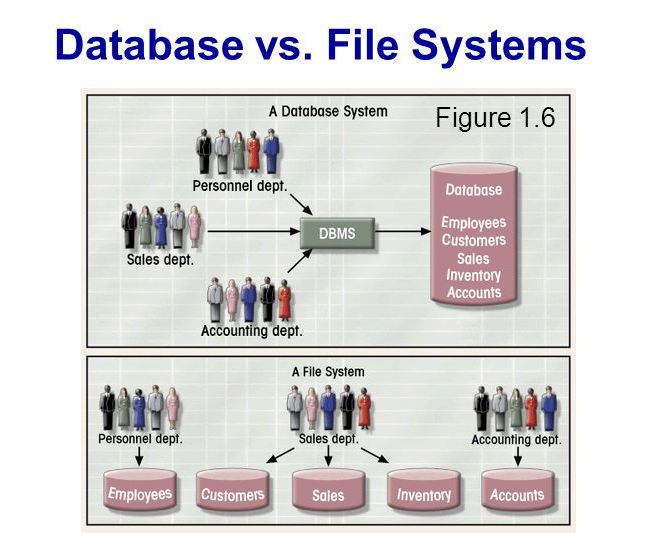 Database vs. File Systems
A Database System
Figure 1.6
Personnel dept.
Sales dept.
Accounting dept.
DBMS
Database
Employees
Customers
Sales
Inventory
Accounts
A File System
Personnel dept.
Sales dept.
Accounting dept.
Employees
Customers
Sales
Inventory
Accounts